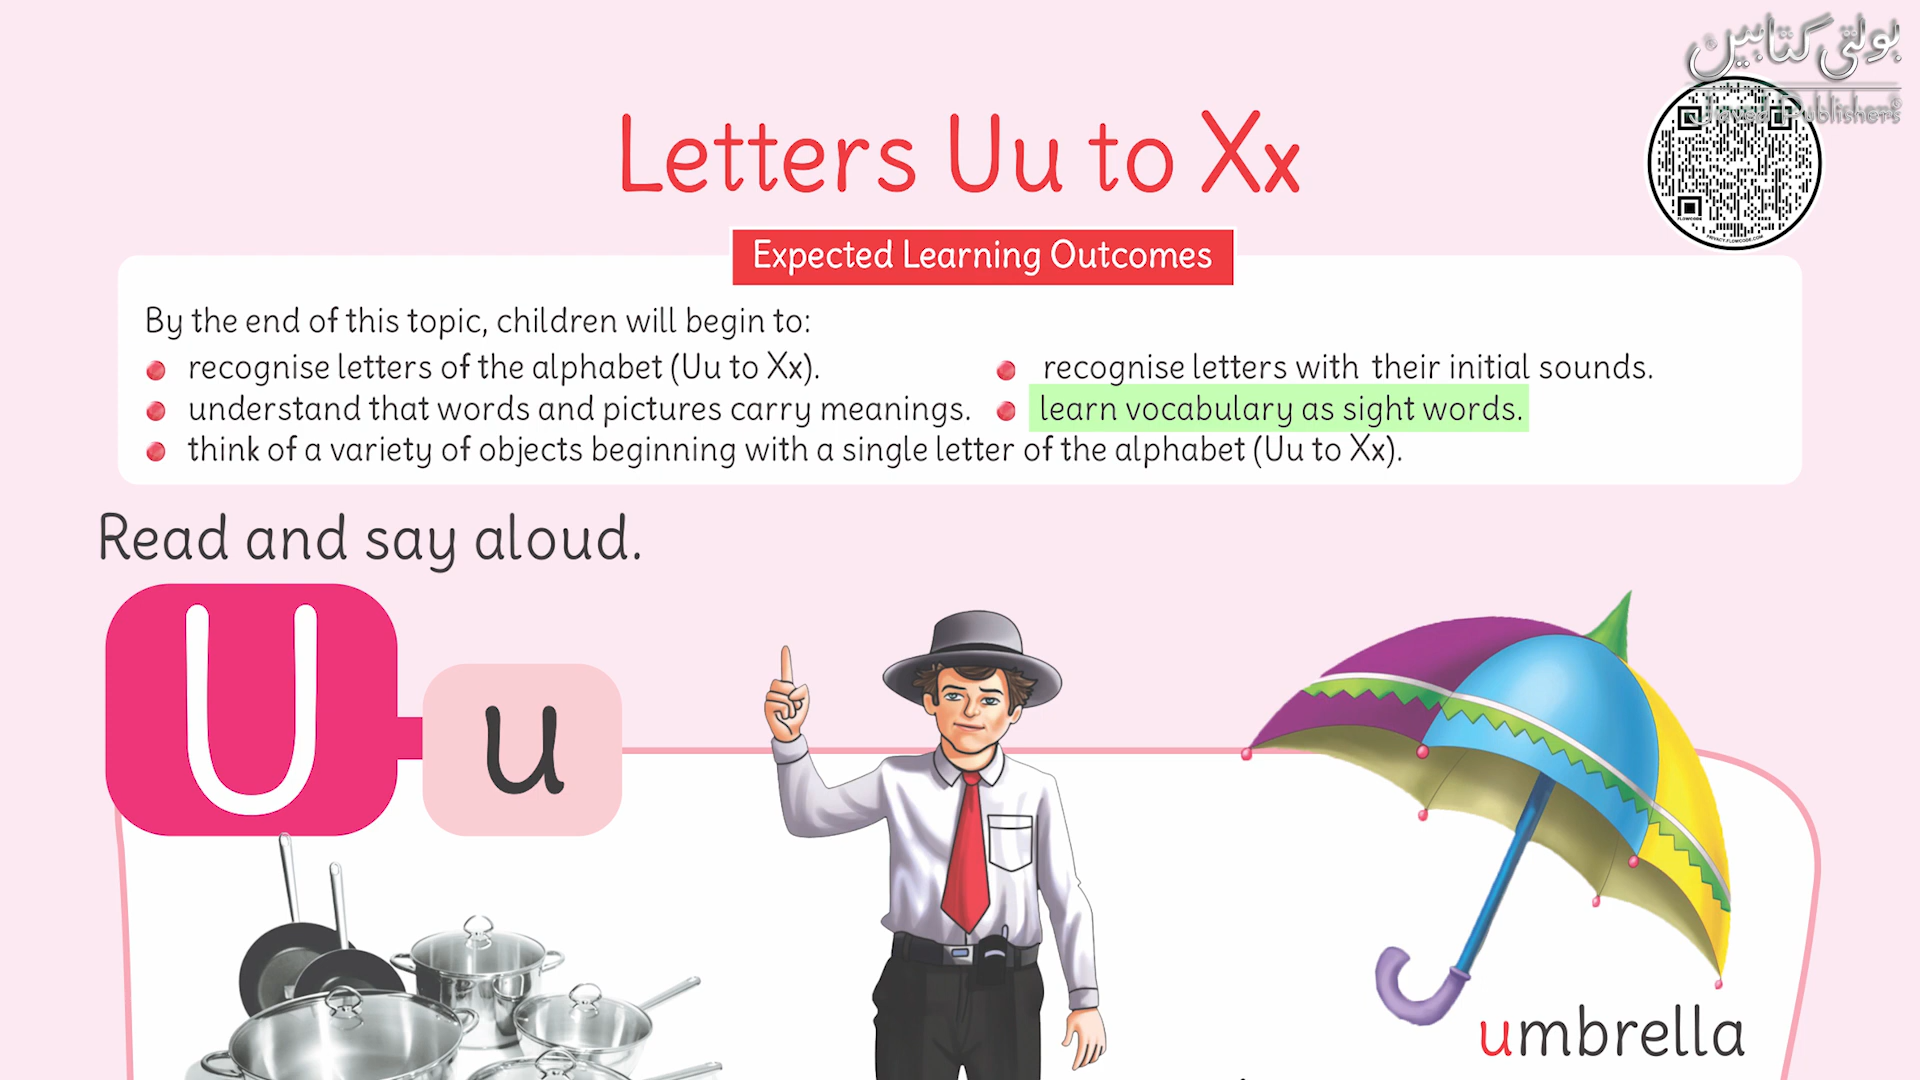 بولتی کتابیں
Javed Publishers
Letters Uu to Xx
Expected Learning Outcomes
By the end of this topic, children will begin to:
recognise letters of the alphabet (Uu to Xx).
recognise letters with their initial sounds.
understand that words and pictures carry meanings.
learn vocabulary as sight words.
think of a variety of objects beginning with a single letter of the alphabet (Uu to Xx).
Read and say aloud.
U u
umbrella